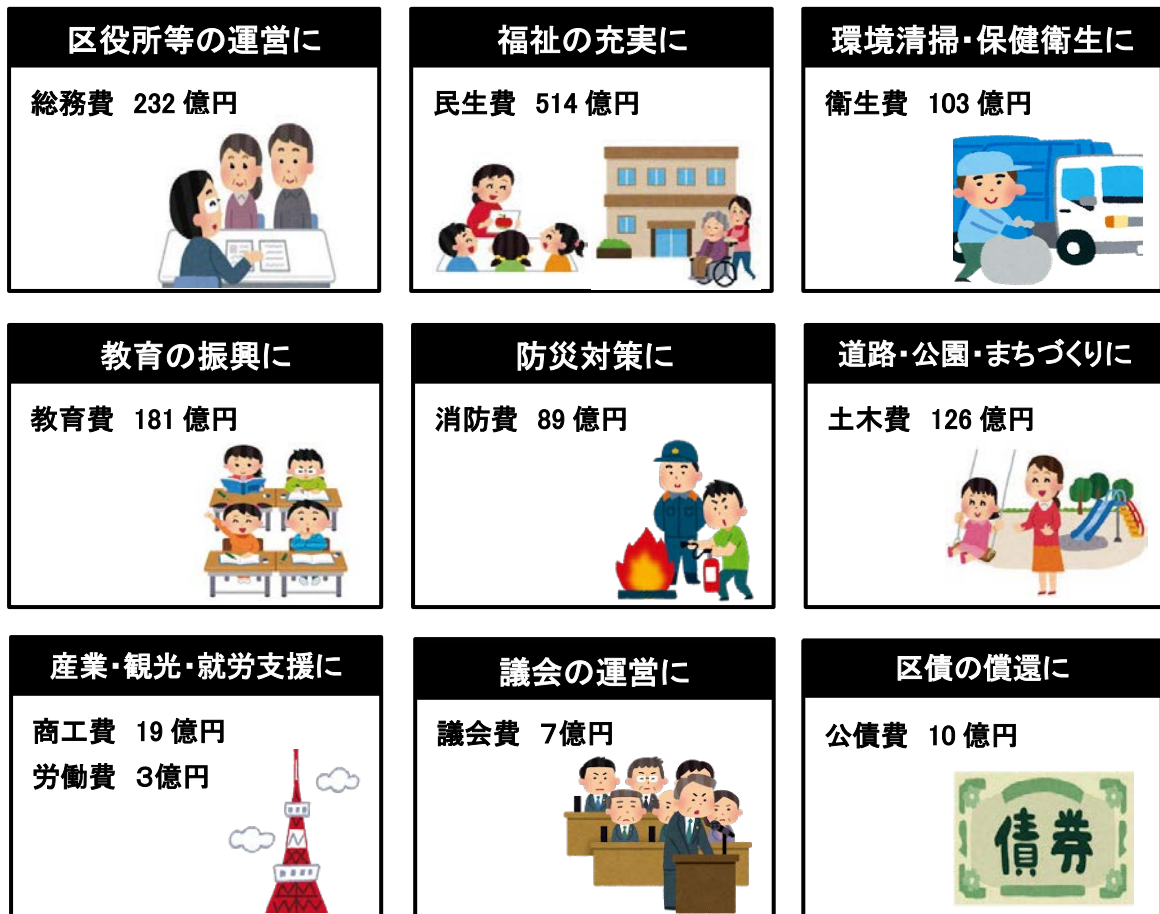 区役所等の運営に
総務費 232 億円
福祉の充実に
民生費 514 億円
環境清掃・保健衛生に
衛生費 103 億円
教育の振興に
教育費 181 億円
防災対策に
消防費 89 億円
道路・公園・まちづくりに
土木費 126 億円
産業・観光・就労支援に
商工費 19 億円
労働費 3億円
議会の運営に
議会費 7億円
区債の償還に
公債費 10 億円
債券